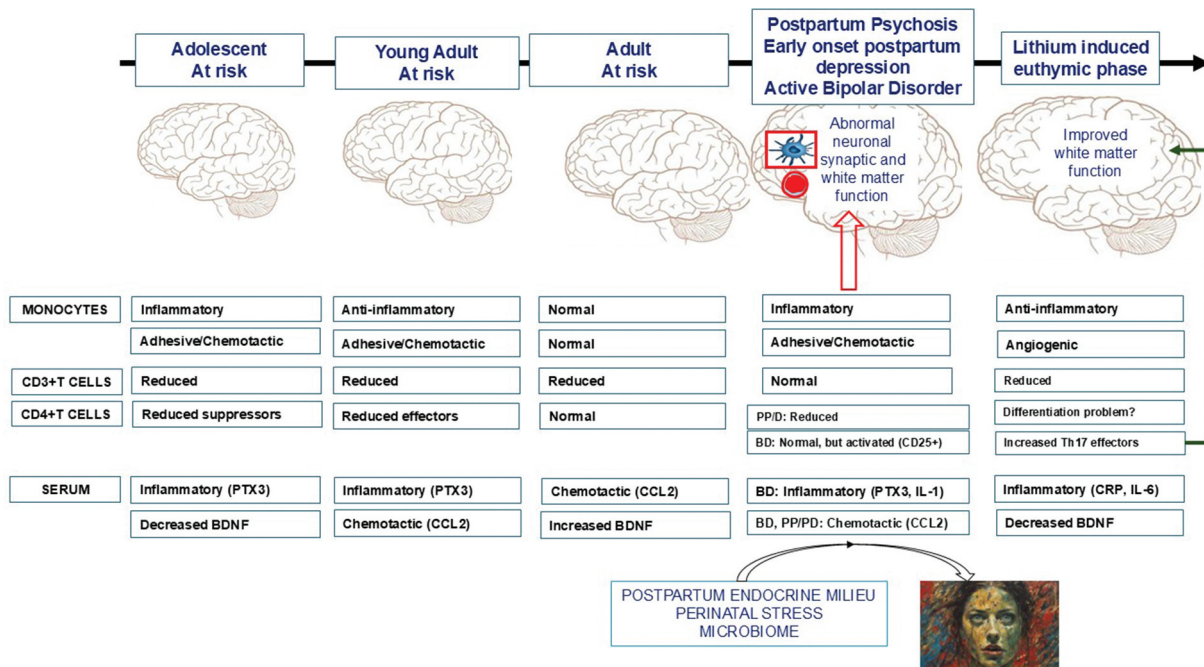 Adolescent
At risk
Young Adult
At risk
Adult
At risk
Postpartum Psychosis
Early onset postpartum
depression
Active Bipolar Disorder
Lithium induced
euthymic phase
Abnormal
neuronal
synaptic and
white matter
function
Improved
white matter
function
MONOCYTES
Inflammatory
Anti-inflammatory
Normal
Inflammatory
Anti-inflammatory
Adhesive/Chemotactic
Adhesive/Chemotactic
Normal
Adhesive/Chemotactic
Angiogenic
CD3+T CELLS
Reduced
Reduced
Reduced
Normal
Reduced
CD4+T CELLS
Reduced suppressors
Reduced effectors
Normal
PP/D: Reduced
Differentiation problem?
BD: Normal, but activated (CD25+)
Increased Th17 effectors
SERUM
Inflammatory (PTX3)
Inflammatory (PTX3)
Chemotactic (CCL2)
BD: Inflammatory (PTX3, IL-1)
Inflammatory (CRP, IL-6)
Decreased BDNF
Chemotactic (CCL2)
Increased BDNF
BD, PP/PD: Chemotactic (CCL2)
Decreased BDNF
POSTPARTUM ENDOCRINE MILIEU
PERINATAL STRESS
MICROBIOME